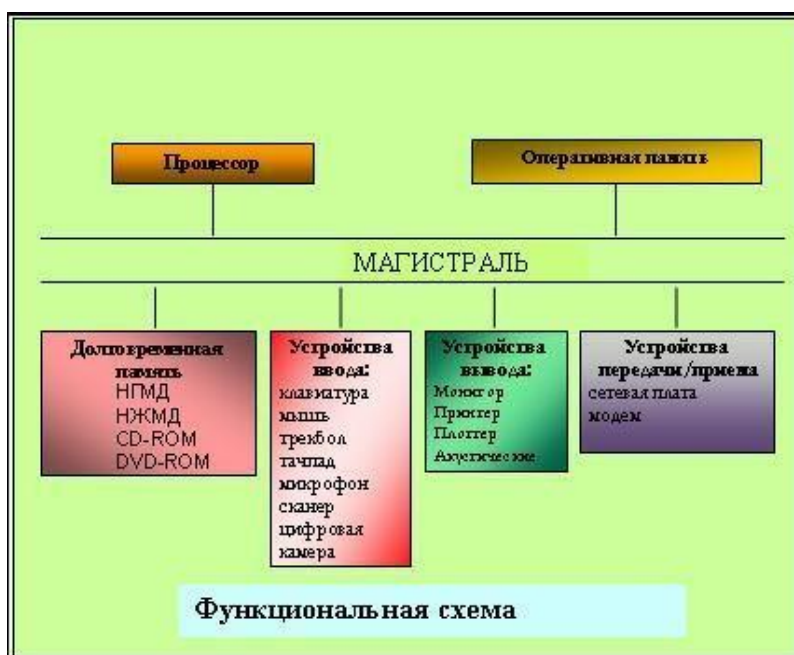 Процессор
Оперативная память
МАГИСТРАЛЬ
Долговременная
память
НГМД
НЖМД
CD-ROM
DVD-ROM
Устройства
ввода:
клавиатура
мышь
трекбол
тачпад
микрофон
сканер
цифровая
камера
Устройства
вывода:
Монитор
Принтер
Плоттер
Акустические
Устройства
передачи/приема
сетевая плата
модем
Функциональная схема